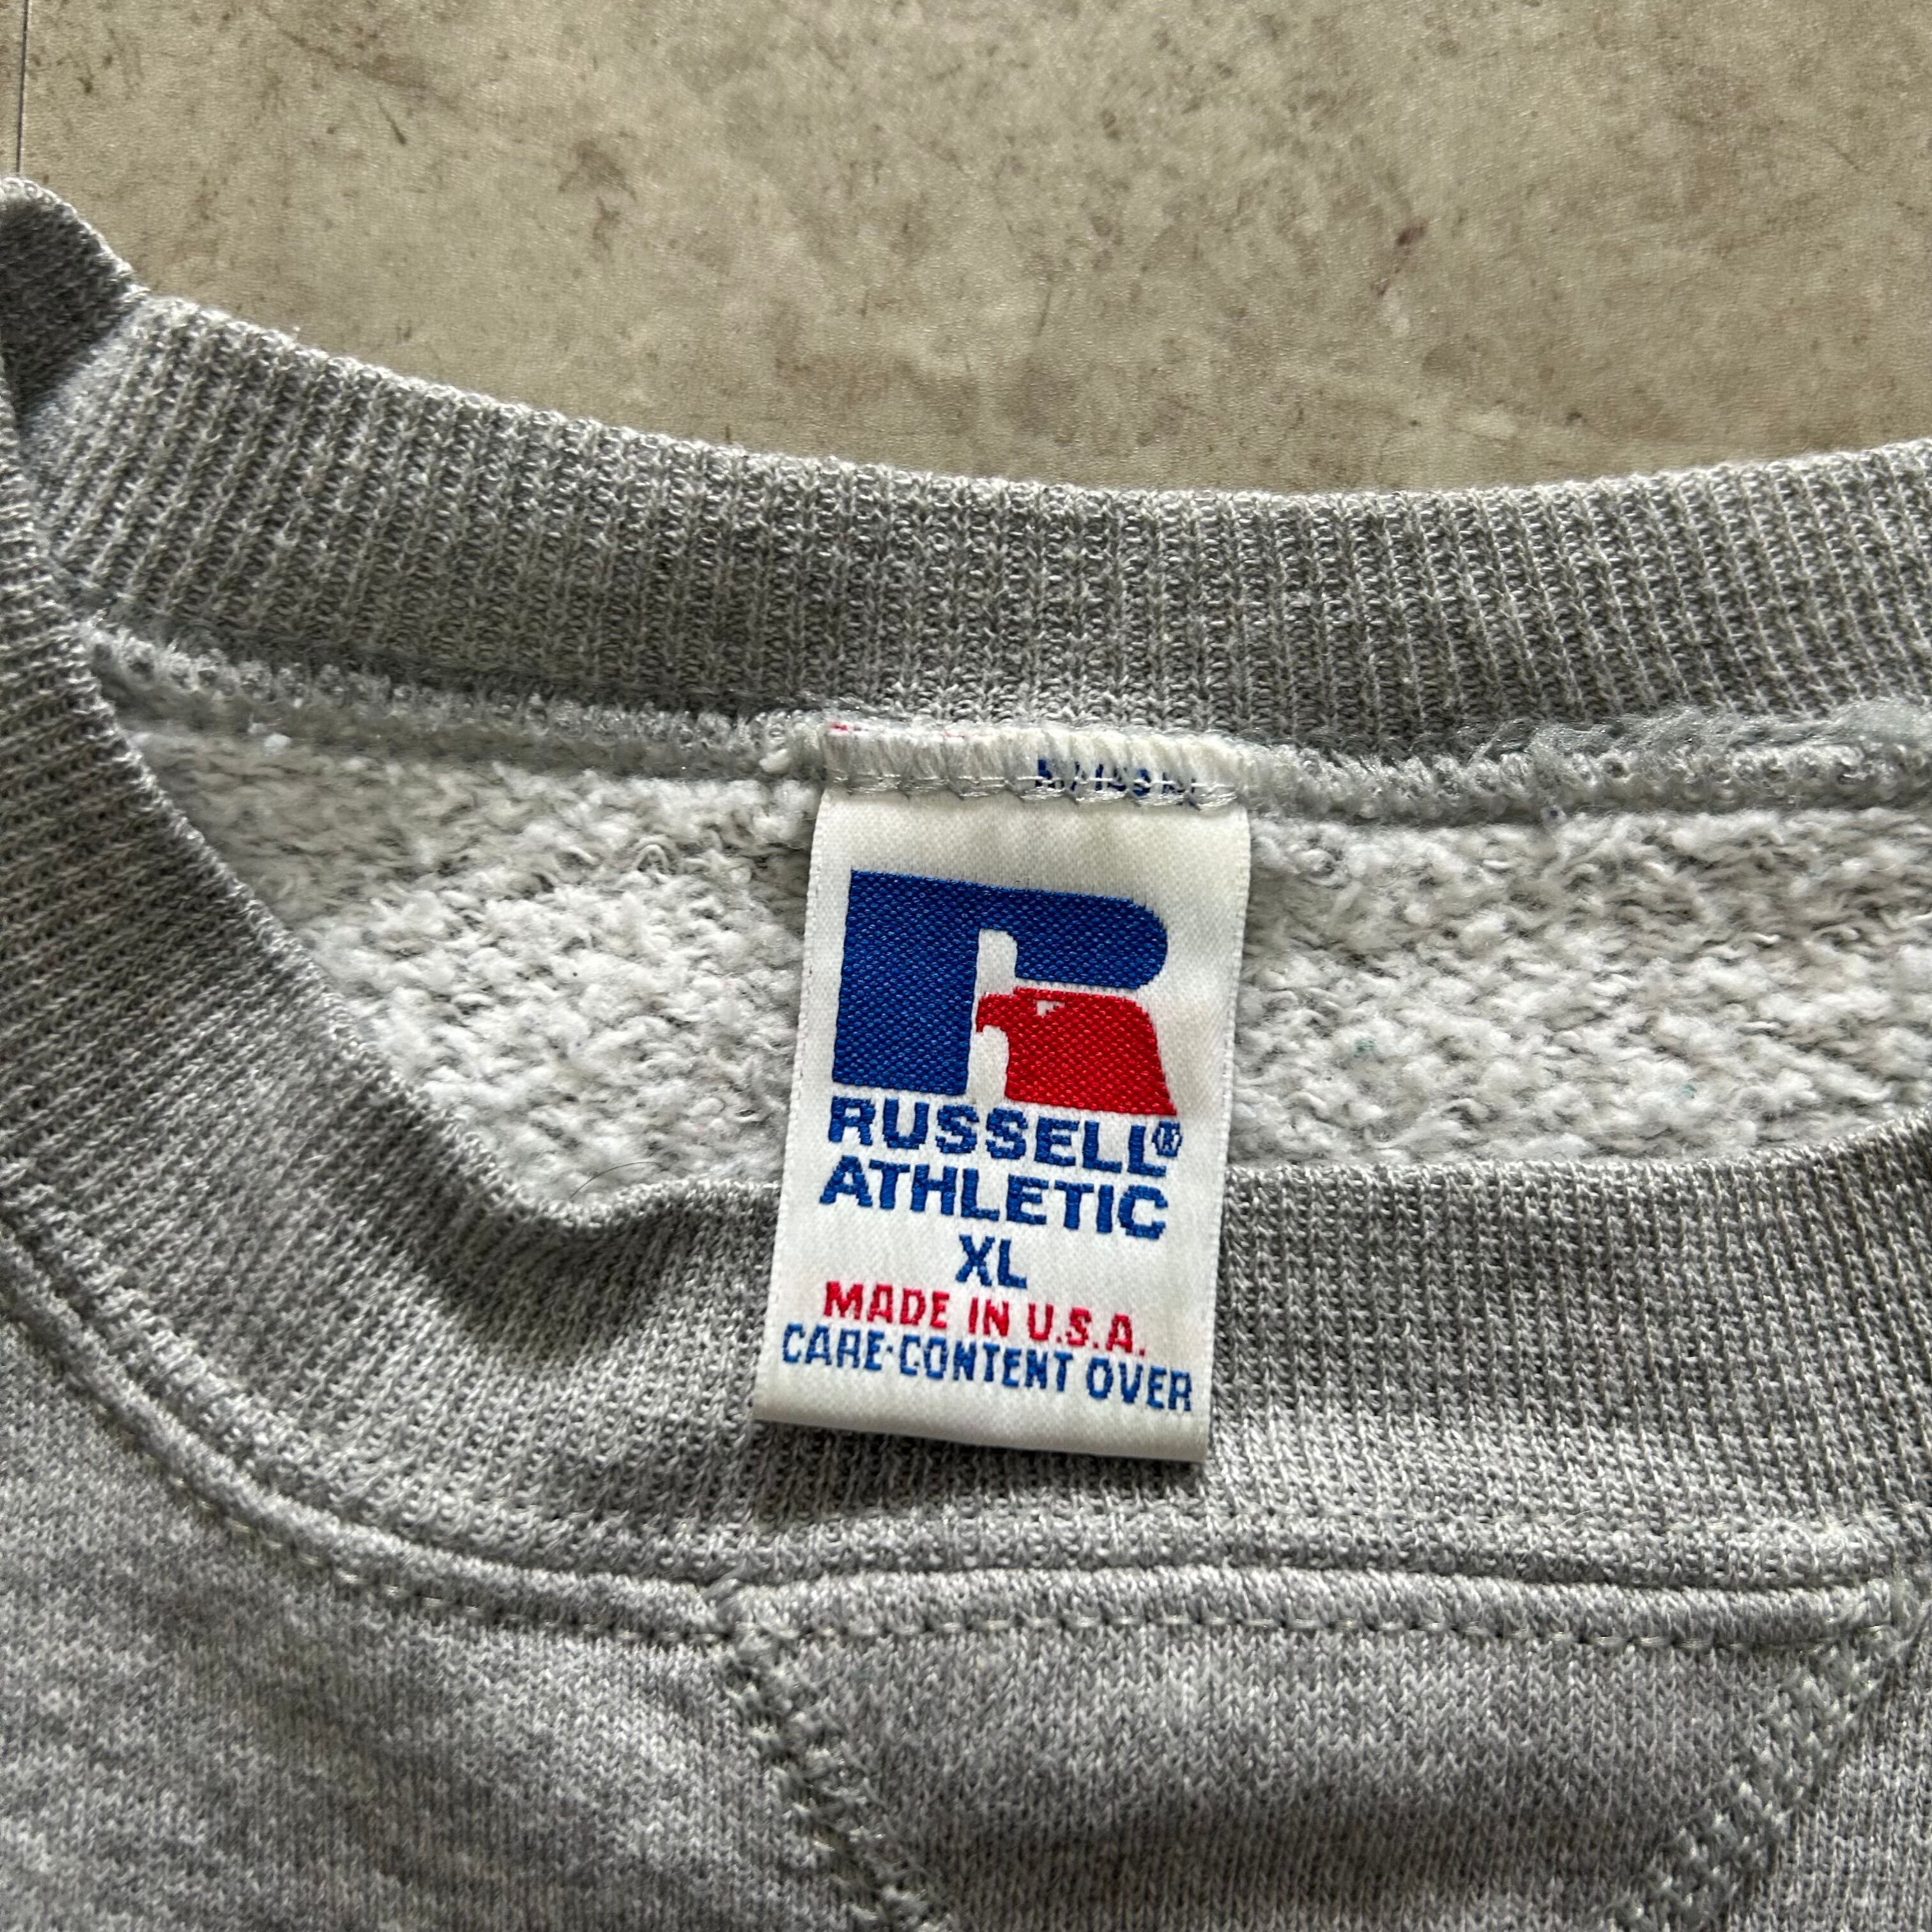 RUSSELL®
ATHLETIC
XL
MADE IN U.S.A.
CARE-CONTENT OVER